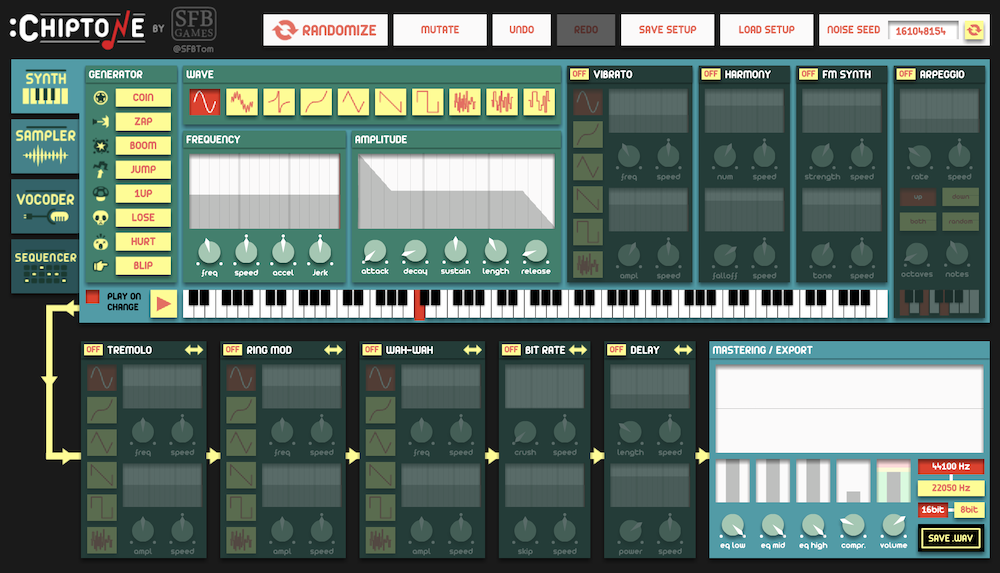 :CHIPTONE BY SFB GAMES
@SFBTom
RANDOMIZE
MUTATE
UNDO
REDO
SAVE SETUP
LOAD SETUP
NOISE SEED 161048154
SYNTH
SAMPLER
VOCODER
SEQUENCER
GENERATOR
COIN
ZAP
BOOM
JUMP
1UP
LOSE
HURT
BLIP
PLAY ON
CHANGE
WAVE
FREQUENCY
freq speed accel jerk
AMPLITUDE
attack decay sustain length release
OFF VIBRATO
freq speed
ampl speed
OFF HARMONY
num speed
falloff speed
OFF FM SYNTH
strength speed
tone speed
OFF ARPEGGIO
rate speed
up down
both random
octaves notes
OFF TREMOLO
freq speed
ampl speed
OFF RING MOD
freq speed
ampl speed
OFF WAH-WAH
freq speed
ampl speed
OFF BIT RATE
crush speed
skip speed
OFF DELAY
length speed
power speed
MASTERING / EXPORT
eq low eq mid eq high compr. volume
44100 Hz
22050 Hz
16bit 8bit
SAVE .WAV